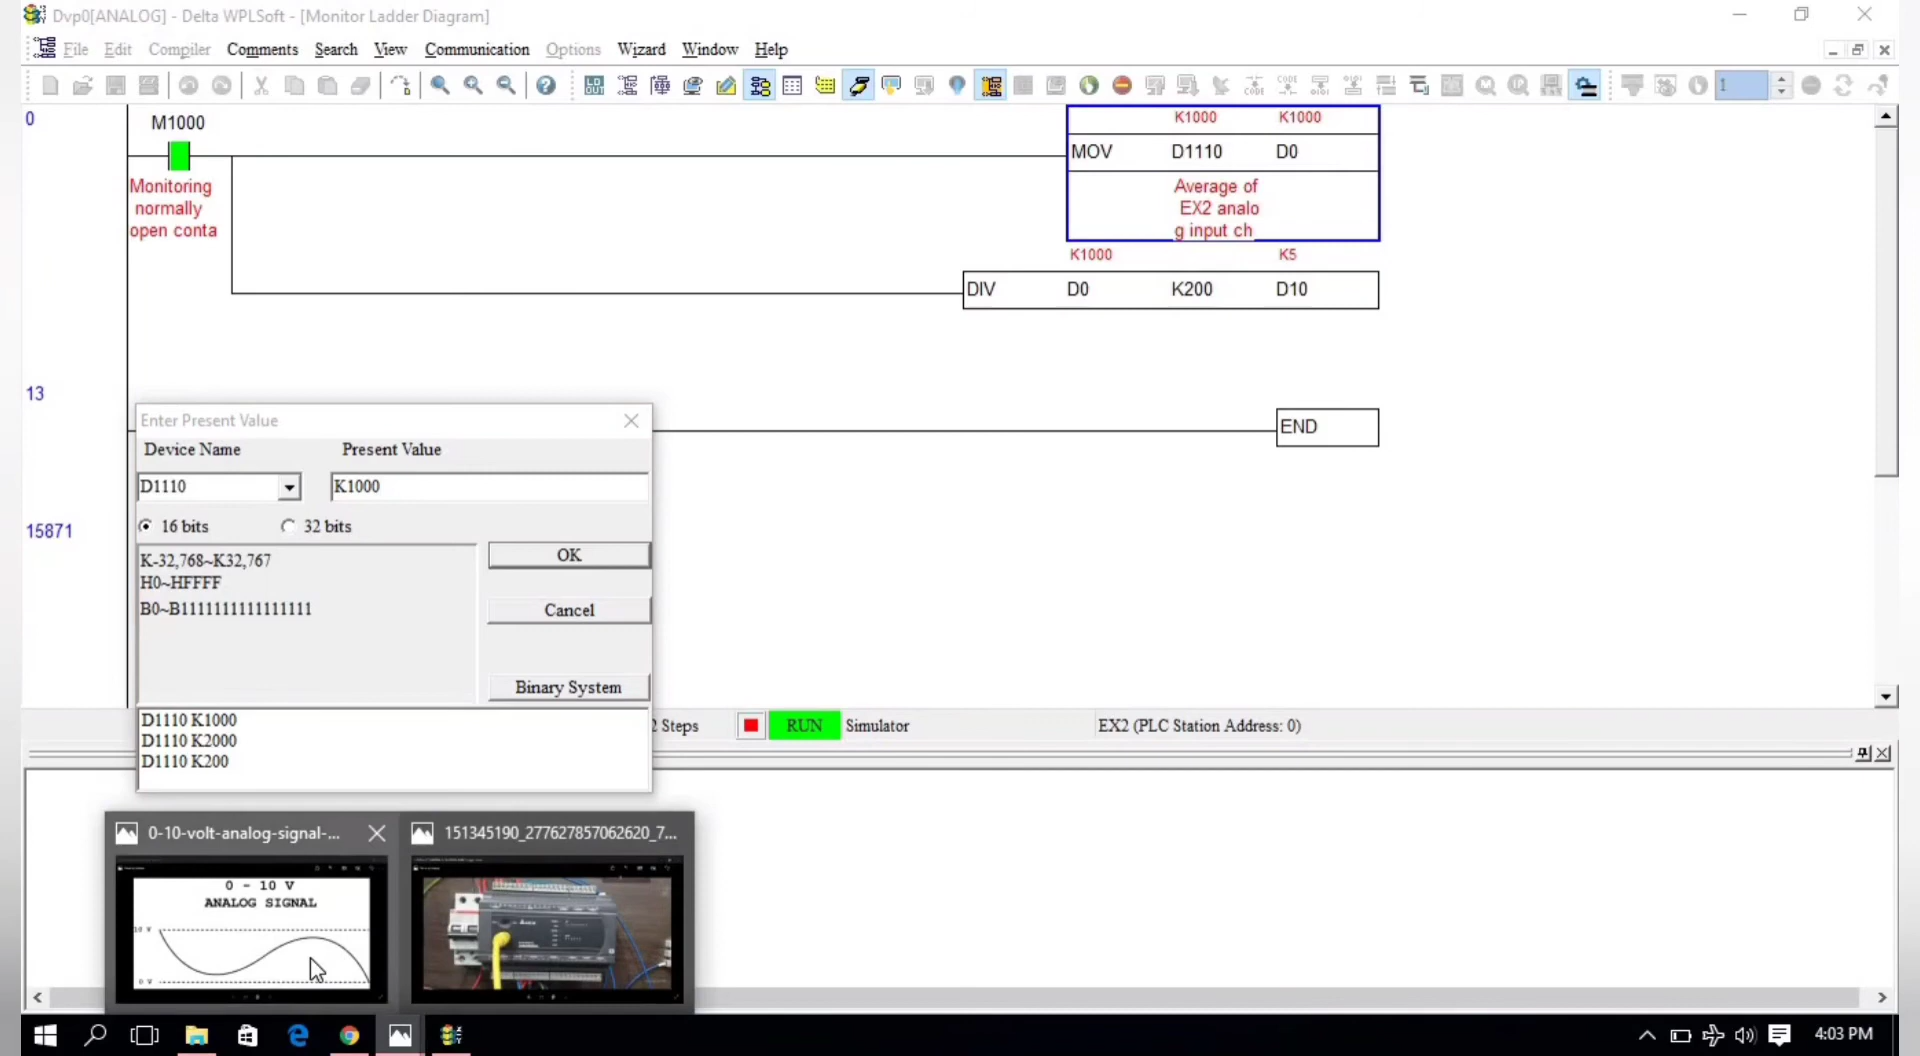 Dvp0[ANALOG] - Delta WPLSoft - [Monitor Ladder Diagram]
File Edit Compiler Comments Search View Communication Options Wizard Window Help
1
0
M1000
Monitoring
normally
open conta
K1000 K1000
MOV D1110 D0
Average of
EX2 analo
g input ch
K1000 K5
DIV D0 K200 D10
13
END
15871
Enter Present Value
Device Name Present Value
D1110 K1000
16 bits 32 bits
K-32,768~K32,767
H0~HFFFF
B0~B1111111111111111
OK
Cancel
Binary System
D1110 K1000
D1110 K2000
D1110 K200
2 Steps RUN Simulator EX2 (PLC Station Address: 0)
0-10-volt-analog-signal-... 151345190_277627857062620_7...
0 - 10 V
ANALOG SIGNAL
10 V
0 V
4:03 PM